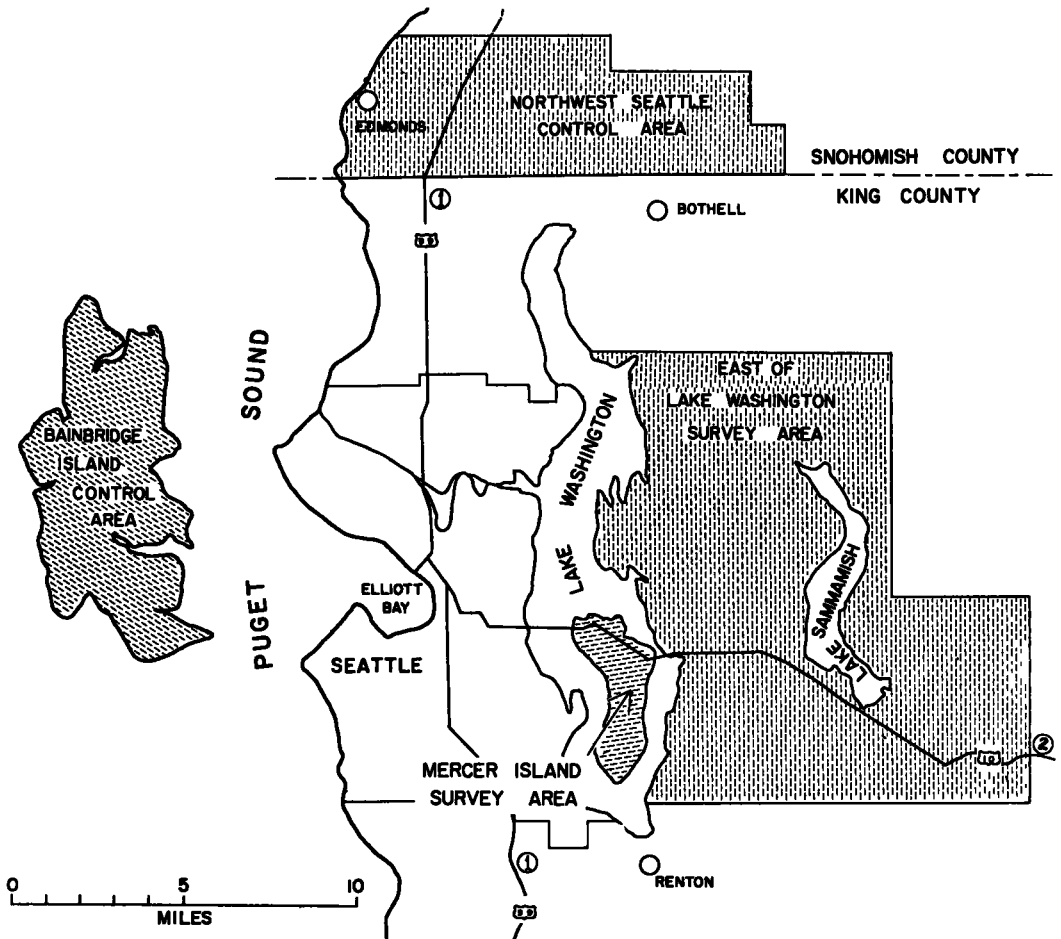 NORTHWEST SEATTLE
CONTROL AREA
EDMONDS
SNOHOMISH COUNTY
KING COUNTY
1
BOTHELL
99
PUGET SOUND
BAINBRIDGE
ISLAND
CONTROL
AREA
EAST OF
LAKE WASHINGTON
SURVEY AREA
LAKE WASHINGTON
LAKE SAMMAMISH
ELLIOTT
BAY
SEATTLE
2
10
MERCER ISLAND
SURVEY AREA
1
RENTON
99
0 5 10
MILES